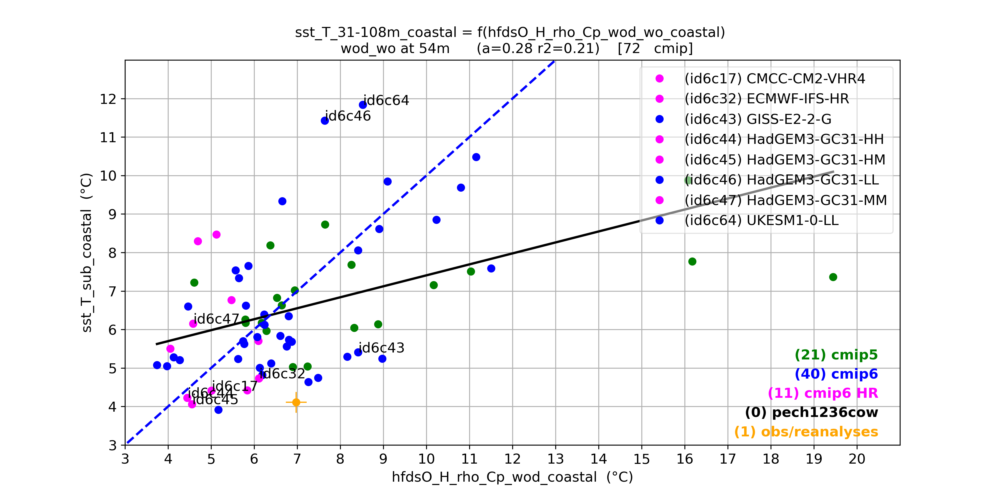 sst_T_31-108m_coastal = f(hfdsO_H_rho_Cp_wod_wo_coastal)
wod_wo at 54m (a=0.28 r2=0.21) [72 cmip]
(id6c17) CMCC-CM2-VHR4
(id6c32) ECMWF-IFS-HR
(id6c43) GISS-E2-2-G
(id6c44) HadGEM3-GC31-HH
(id6c45) HadGEM3-GC31-HM
(id6c46) HadGEM3-GC31-LL
(id6c47) HadGEM3-GC31-MM
(id6c64) UKESM1-0-LL
id6c64
id6c46
id6c47
id6c43
id6c32
id6c17
id6c44
id6c45
(21) cmip5
(40) cmip6
(11) cmip6 HR
(0) pech1236cow
(1) obs/reanalyses
12
11
10
9
8
7
6
5
4
3
sst_T_sub_coastal (°C)
3 4 5 6 7 8 9 10 11 12 13 14 15 16 17 18 19 20
hfdsO_H_rho_Cp_wod_coastal (°C)